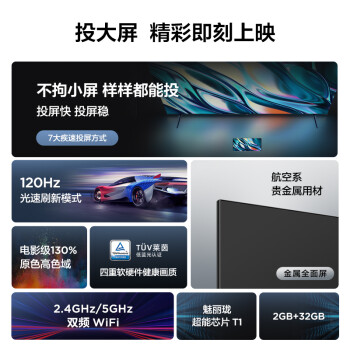 投大屏 精彩即刻上映
不拘小屏 样样都能投
投屏快 投屏稳
7大疾速投屏方式
120Hz
光速刷新模式
航空系
贵金属用材
金属全面屏
电影级130%
原色高色域
TÜV莱茵
低蓝光认证
四重软硬件健康画质
2.4GHz/5GHz
双频 WiFi
魅丽珑
超能芯片 T1
2GB+32GB